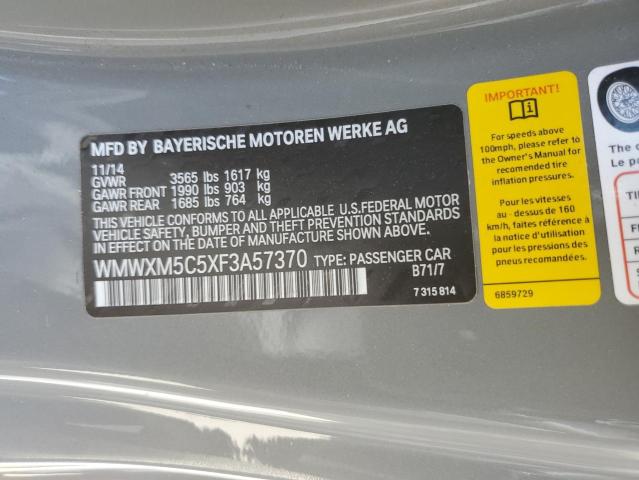 MFD BY BAYERISCHE MOTOREN WERKE AG
11/14
GVWR 3565 lbs 1617 kg
GAWR FRONT 1990 lbs 903 kg
GAWR REAR 1685 lbs 764 kg
THIS VEHICLE CONFORMS TO ALL APPLICABLE U.S.FEDERAL MOTOR
VEHICLE SAFETY, BUMPER AND THEFT PREVENTION STANDARDS
IN EFFECT ON THE DATE OF MANUFACTURE SHOWN ABOVE.
WMWXM5C5XF3A57370 TYPE: PASSENGER CAR
B71/7
7 315 814
IMPORTANT!
For speeds above
100mph, please refer to
the Owner's Manual for
recommended tire
inflation pressures.
Pour les vitesses
au - dessus de 160
km/h, faites référence à
la notice d'utilisation
pour les pressions des
pneus recommandées.
6859729
The c
Le p
TI
F
R